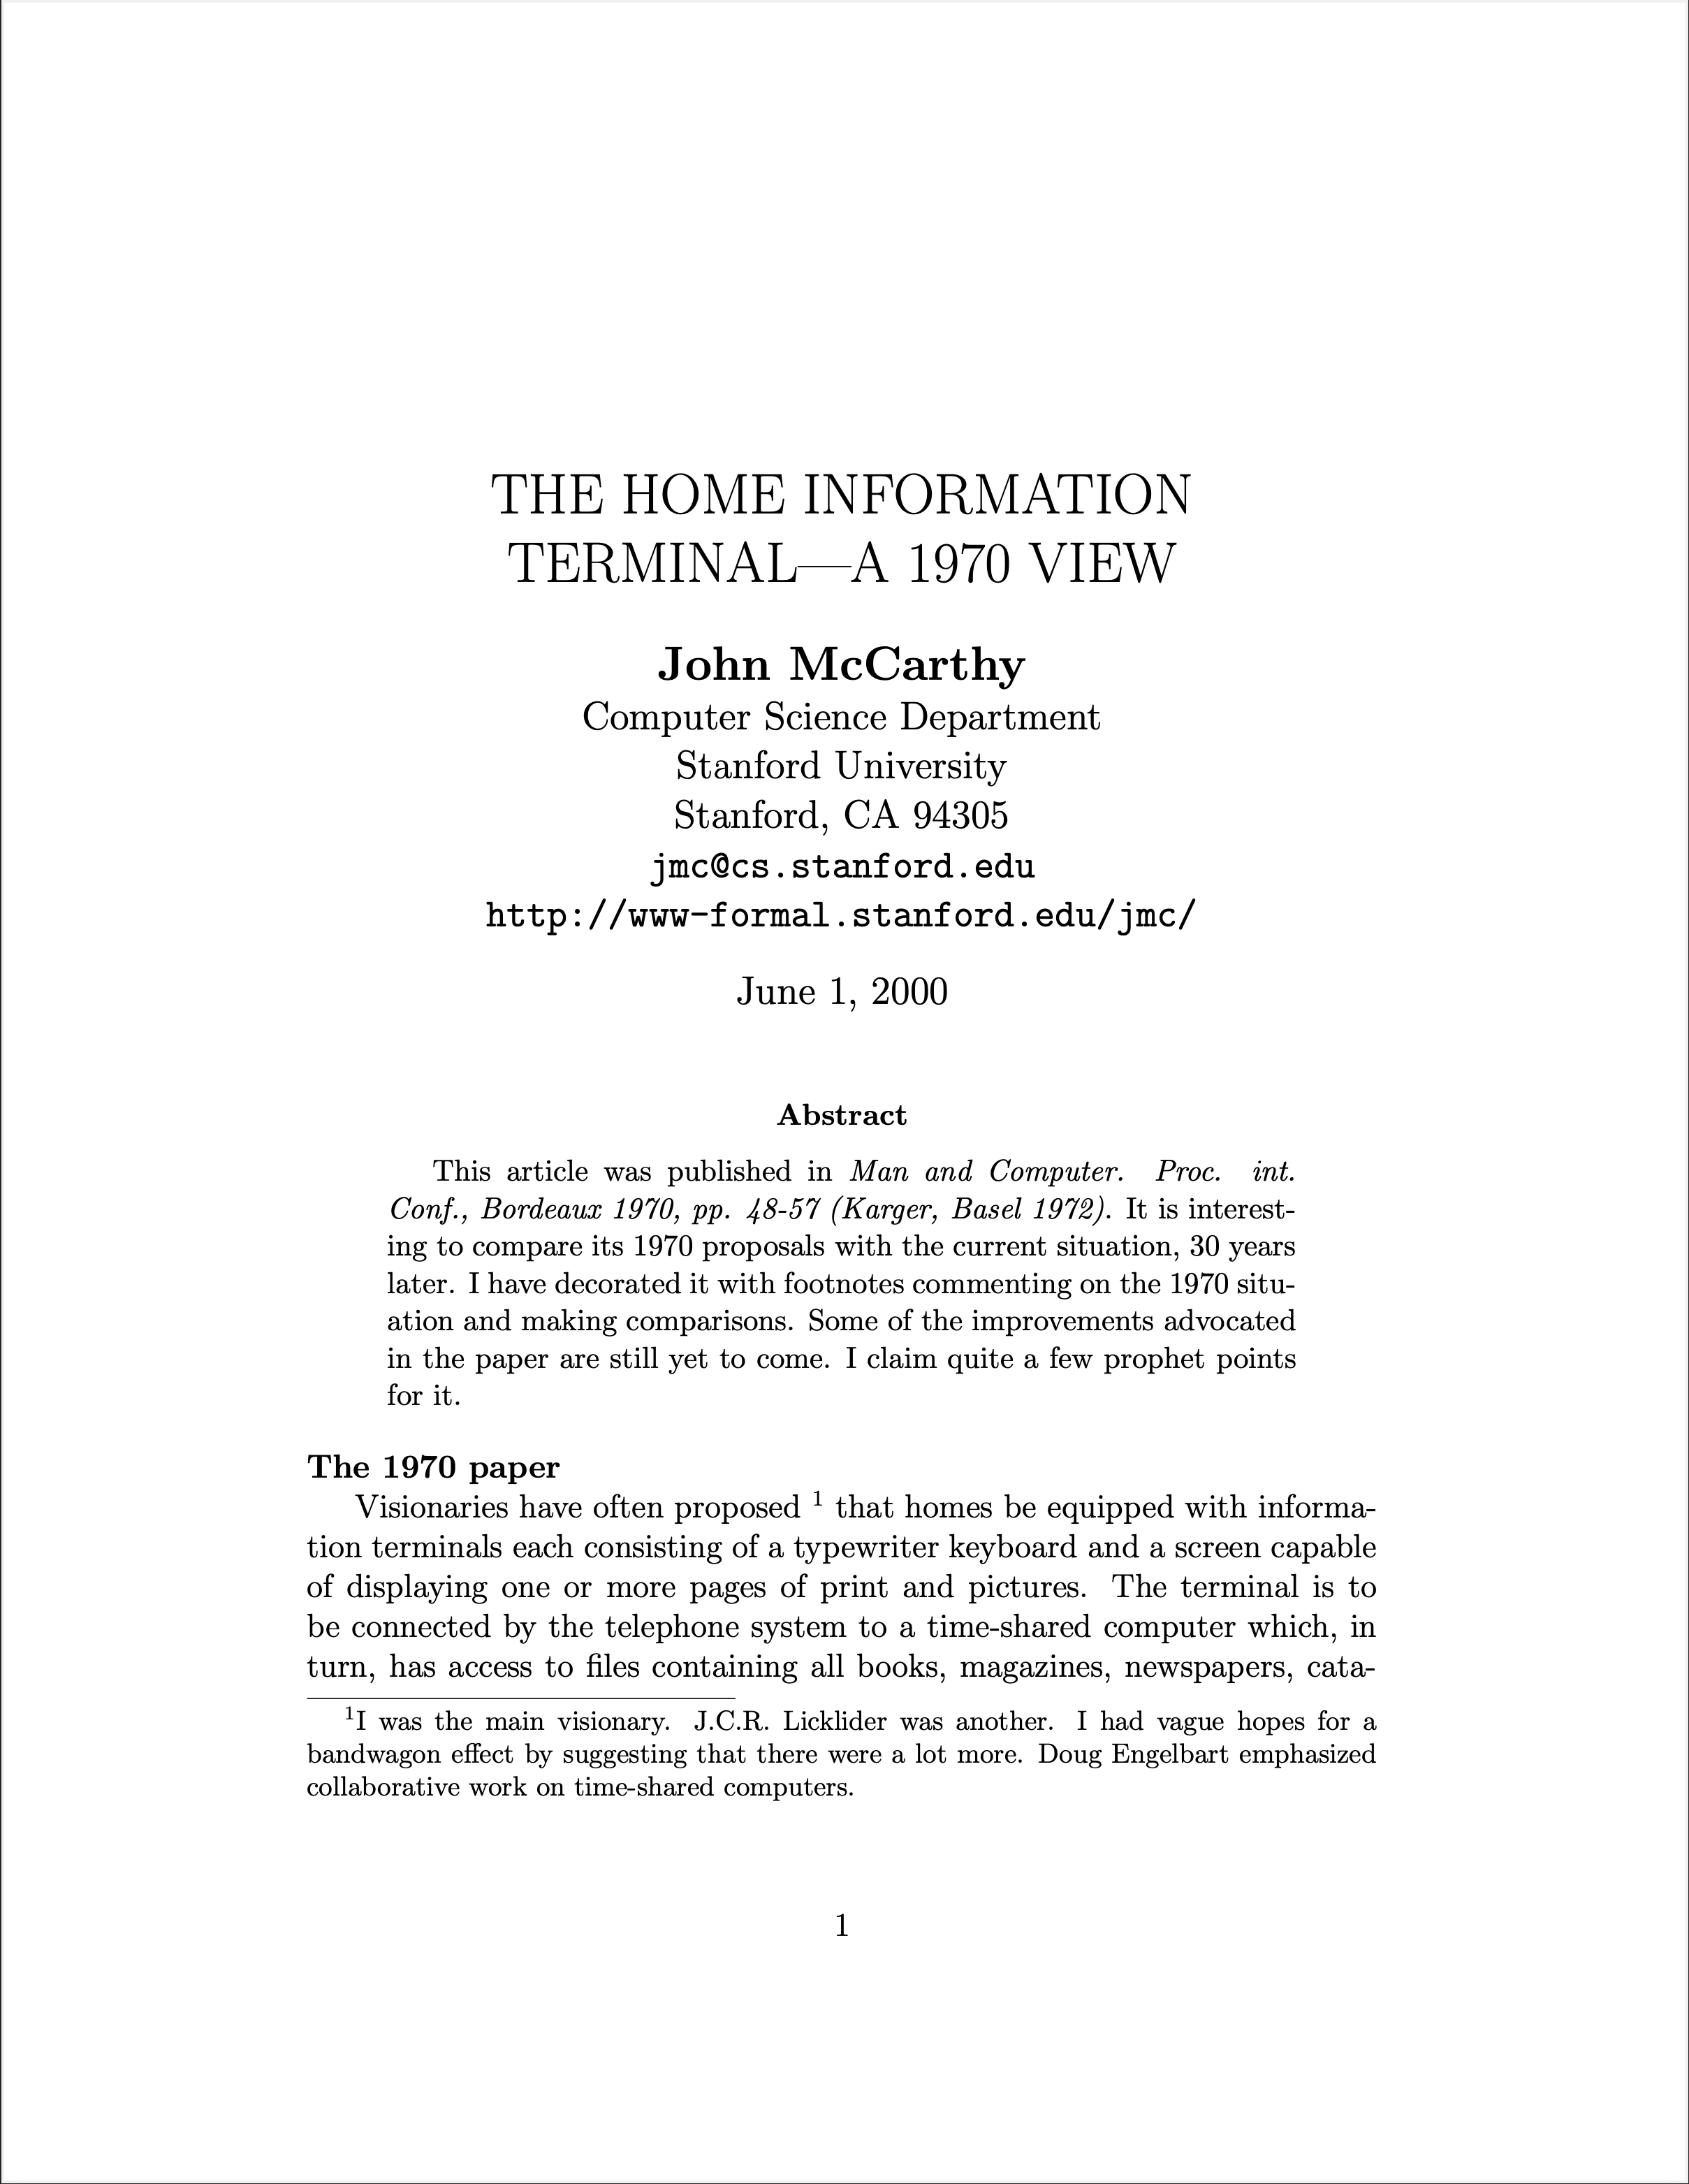 THE HOME INFORMATION
TERMINAL—A 1970 VIEW
John McCarthy
Computer Science Department
Stanford University
Stanford, CA 94305
jmc@cs.stanford.edu
http://www-formal.stanford.edu/jmc/
June 1, 2000
Abstract
This article was published in Man and Computer. Proc. int.
Conf., Bordeaux 1970, pp. 48-57 (Karger, Basel 1972). It is interest-
ing to compare its 1970 proposals with the current situation, 30 years
later. I have decorated it with footnotes commenting on the 1970 situ-
ation and making comparisons. Some of the improvements advocated
in the paper are still yet to come. I claim quite a few prophet points
for it.
The 1970 paper
Visionaries have often proposed 1 that homes be equipped with informa-
tion terminals each consisting of a typewriter keyboard and a screen capable
of displaying one or more pages of print and pictures. The terminal is to
be connected by the telephone system to a time-shared computer which, in
turn, has access to files containing all books, magazines, newspapers, cata-
1I was the main visionary. J.C.R. Licklider was another. I had vague hopes for a
bandwagon effect by suggesting that there were a lot more. Doug Engelbart emphasized
collaborative work on time-shared computers.
1